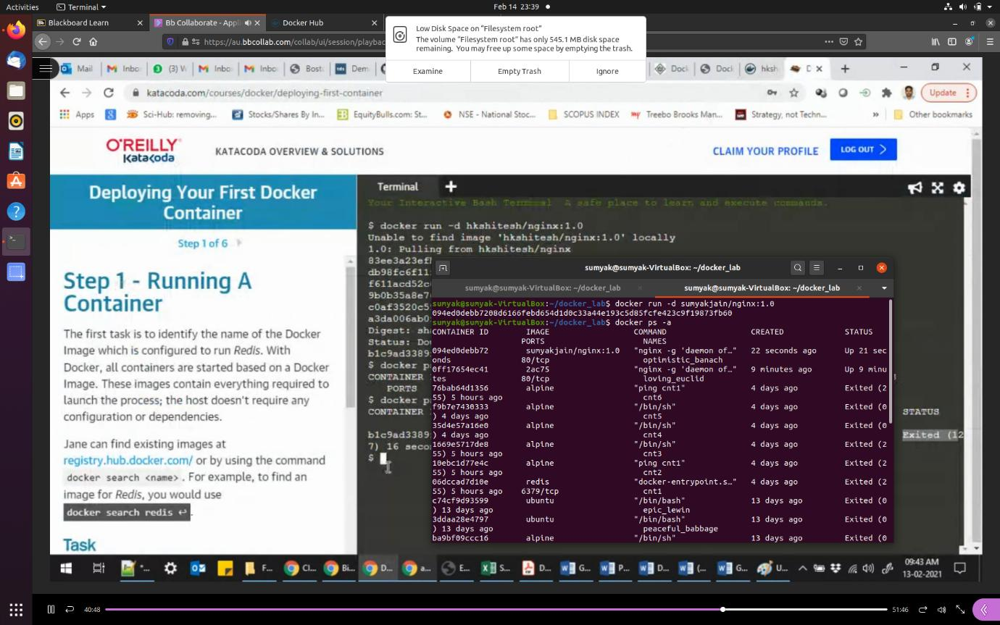 Activities
Terminal
Feb 14 23:39
Blackboard Learn
Bb Collaborate - Appli
Docker Hub
https://au.bbcollab.com/collab/ui/session/playbac
Low Disk Space on “Filesystem root”
The volume “Filesystem root” has only 545.1 MB disk space
remaining. You may free up some space by emptying the trash.
Examine
Empty Trash
Ignore
Mail
Inbo
(3) W
Inbo
Inbo
Inbo
Bost
Dem
Dock
Dock
hksh
D
katacoda.com/courses/docker/deploying-first-container
Update
Apps
Sci-Hub: removing...
Stocks/Shares By In...
EquityBulls.com: St...
NSE - National Stoc...
SCOPUS INDEX
Treebo Brooks Man...
Strategy, not Techn...
Other bookmarks
O'REILLY
Katacoda
KATACODA OVERVIEW & SOLUTIONS
CLAIM YOUR PROFILE
LOG OUT
Deploying Your First Docker
Container
Step 1 of 6
Step 1 - Running A
Container
The first task is to identify the name of the Docker
Image which is configured to run Redis. With
Docker, all containers are started based on a Docker
Image. These images contain everything required to
launch the process; the host doesn't require any
configuration or dependencies.
Jane can find existing images at
registry.hub.docker.com/ or by using the command
docker search <name> . For example, to find an
image for Redis, you would use
docker search redis ↩ .
Task
Terminal
Your Interactive Bash Terminal A safe place to learn and execute commands.
$ docker run -d hkshitesh/nginx:1.0
Unable to find image 'hkshitesh/nginx:1.0' locally
1.0: Pulling from hkshitesh/nginx
83ee3a23ef
db98fc6f11
f611acd52c
9b0b35a8e7
c0af3520c5
a3da006ab0
Digest: sh
Status: Do
b1c9ad3389
$ docker p
CONTAINER
PORTS
$ docker p
CONTAINER
STATUS
b1c9ad3389
Exited (12
7) 16 seco
$
sumyak@sumyak-VirtualBox: ~/docker_lab
sumyak@sumyak-VirtualBox: ~/docker_lab
sumyak@sumyak-VirtualBox: ~/docker_lab
sumyak@sumyak-VirtualBox:~/docker_lab$ docker run -d sumyakjain/nginx:1.0
094ed0debb7208d6166febd654d1d0c33a44e193c5d85fcfe423c9f19873fb60
sumyak@sumyak-VirtualBox:~/docker_lab$ docker ps -a
CONTAINER ID IMAGE COMMAND CREATED STATUS
PORTS NAMES
094ed0debb72 sumyakjain/nginx:1.0 "nginx -g 'daemon of…" 22 seconds ago Up 21 sec
onds 80/tcp optimistic_banach
0ff17654ec41 2ac75 "nginx -g 'daemon of…" 9 minutes ago Up 9 minu
tes 80/tcp loving_euclid
76bab64d1356 alpine "ping cnt1" 4 days ago Exited (2
55) 5 hours ago cnt6
f9b7e7430333 alpine "/bin/sh" 4 days ago Exited (0
) 4 days ago cnt5
35d4e57a16e0 alpine "/bin/sh" 4 days ago Exited (0
) 4 days ago cnt4
1669e5717de8 alpine "/bin/sh" 4 days ago Exited (2
55) 5 hours ago cnt3
10ebc1d77e4c alpine "ping cnt1" 4 days ago Exited (2
55) 5 hours ago cnt2
06dccad7d10e redis "docker-entrypoint.s…" 4 days ago Exited (2
55) 5 hours ago 6379/tcp cnt1
c74cf9d93599 ubuntu "/bin/bash" 13 days ago Exited (0
) 13 days ago epic_lewin
3ddaa28e4797 ubuntu "/bin/bash" 13 days ago Exited (0
) 13 days ago peaceful_babbage
ba9bf09ccc16 alpine "/bin/sh" 13 days ago Exited (0
F...
Cl...
Bi...
D...
a...
E...
S...
D...
G...
P...
D...
(...
G...
U...
09:43 AM
13-02-2021
40:48
51:46